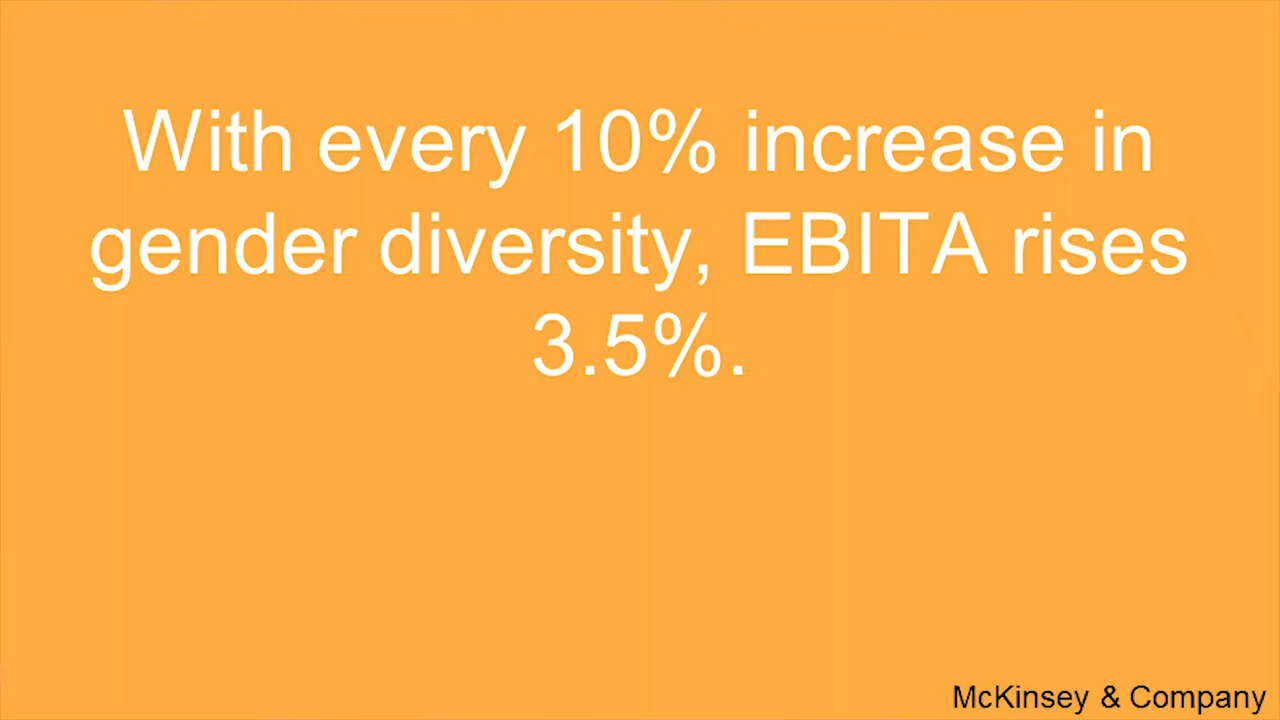 With every 10% increase in
gender diversity, EBITA rises
3.5%.
McKinsey & Company